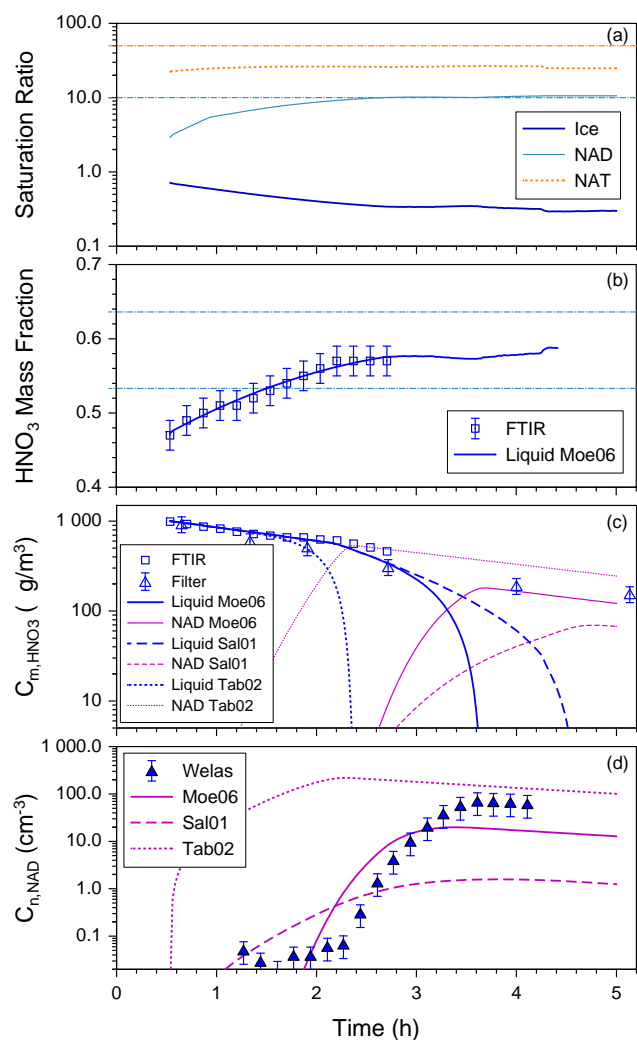 (a)
Saturation Ratio
100.0
10.0
1.0
0.1
Ice
NAD
NAT
(b)
HNO3 Mass Fraction
0.7
0.6
0.5
0.4
FTIR
Liquid Moe06
(c)
Cm,HNO3 ( g/m3)
1 000
100
10
FTIR
Filter
Liquid Moe06
NAD Moe06
Liquid Sal01
NAD Sal01
Liquid Tab02
NAD Tab02
(d)
Cn,NAD (cm-3)
1 000.0
100.0
10.0
1.0
0.1
Welas
Moe06
Sal01
Tab02
0 1 2 3 4 5
Time (h)